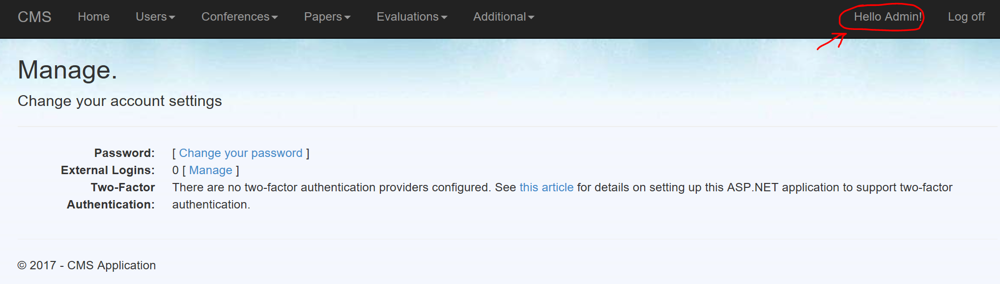 CMS Home Users Conferences Papers Evaluations Additional Hello Admin! Log off
Manage.
Change your account settings
Password: [ Change your password ]
External Logins: 0 [ Manage ]
Two-Factor There are no two-factor authentication providers configured. See this article for details on setting up this ASP.NET application to support two-factor
Authentication: authentication.
© 2017 - CMS Application